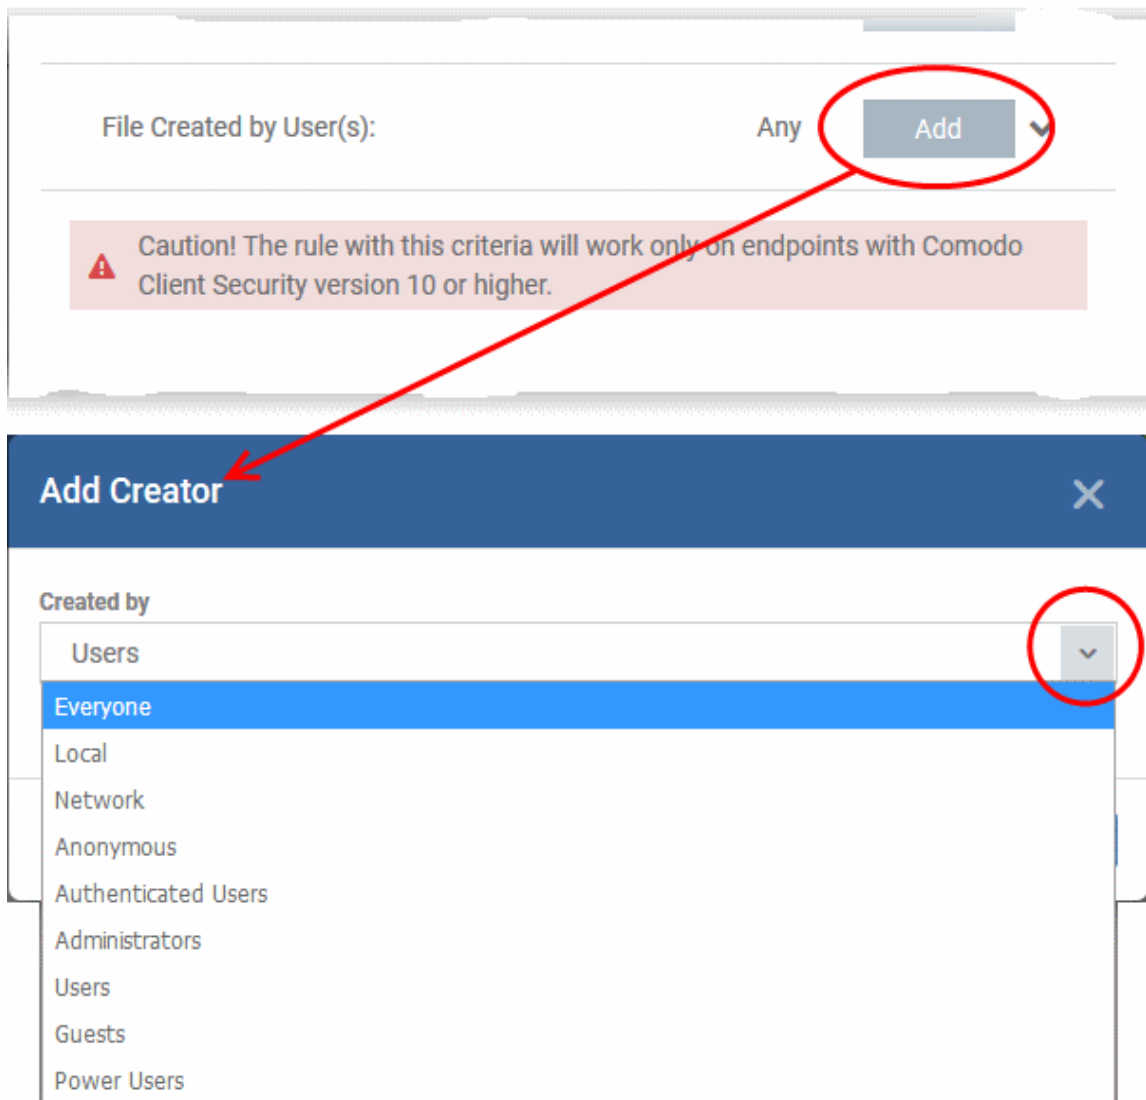 File Created by User(s): Any Add
Caution! The rule with this criteria will work only on endpoints with Comodo
Client Security version 10 or higher.
Add Creator
Created by
Users
Everyone
Local
Network
Anonymous
Authenticated Users
Administrators
Users
Guests
Power Users